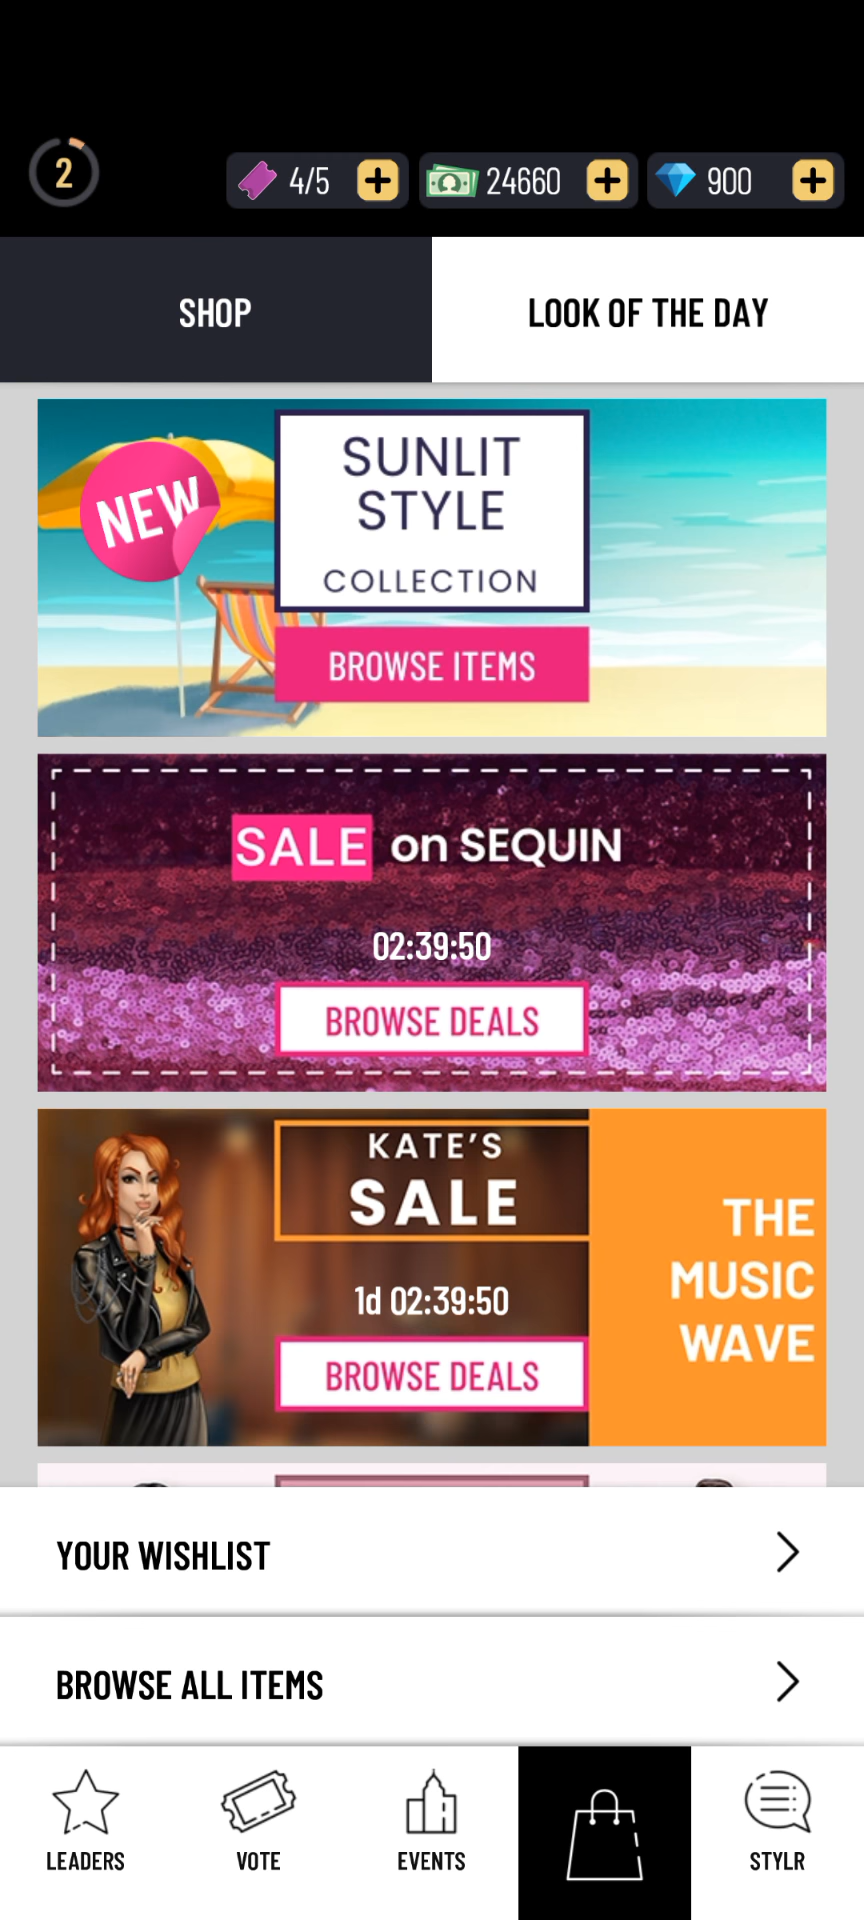 2
4/5
24660
900
SHOP
LOOK OF THE DAY
NEW
SUNLIT
STYLE
COLLECTION
BROWSE ITEMS
SALE on SEQUIN
02:39:50
BROWSE DEALS
KATE'S
SALE
1d 02:39:50
BROWSE DEALS
THE
MUSIC
WAVE
YOUR WISHLIST
BROWSE ALL ITEMS
LEADERS
VOTE
EVENTS
STYLR